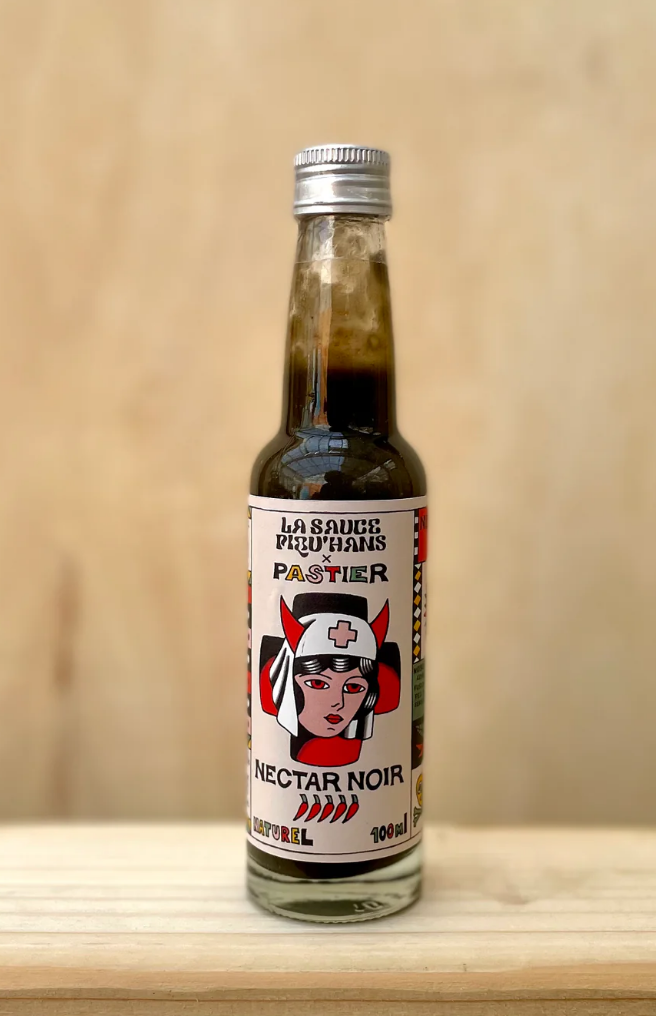 LA SAUCE
PIQU'HANS
×
PASTIER
NECTAR NOIR
NATUREL
100ml